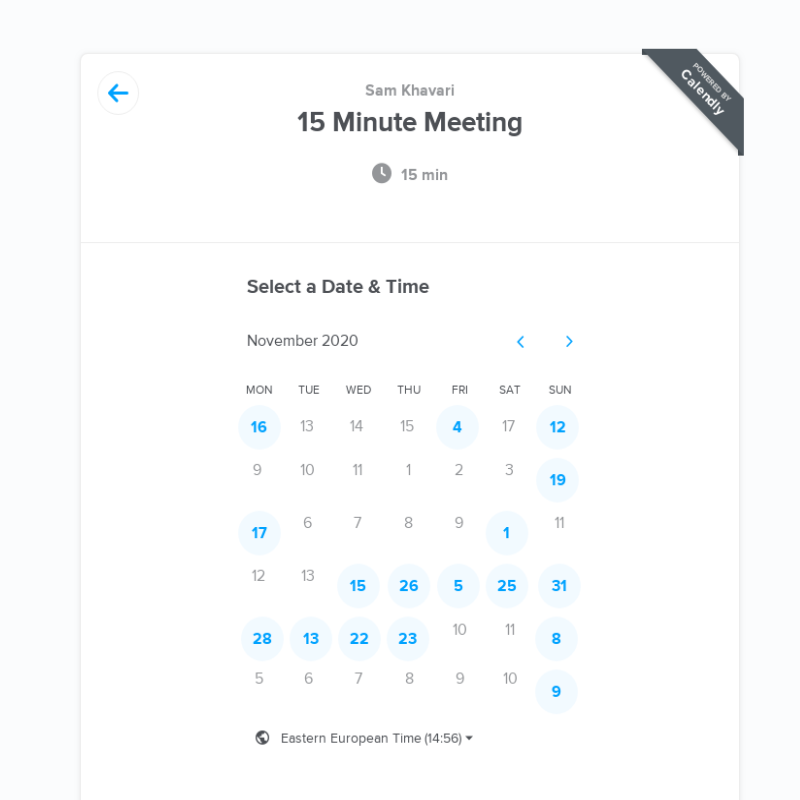 POWERED BY
Calendly
Sam Khavari
15 Minute Meeting
15 min
Select a Date & Time
November 2020
MON TUE WED THU FRI SAT SUN
16 13 14 15 4 17 12
9 10 11 1 2 3 19
17 6 7 8 9 1 11
12 13 15 26 5 25 31
28 13 22 23 10 11 8
5 6 7 8 9 10 9
Eastern European Time (14:56)